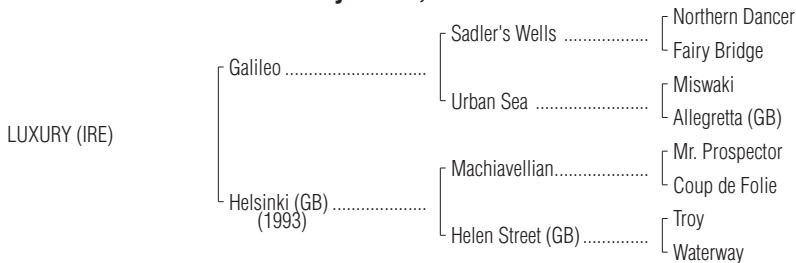 Northern Dancer
Sadler's Wells ..................
Fairy Bridge
Galileo ..............................
Miswaki
Urban Sea ........................
Allegretta (GB)
LUXURY (IRE)
Mr. Prospector
Machiavellian....................
Coup de Folie
Helsinki (GB) ....................
(1993)
Troy
Helen Street (GB)..............
Waterway